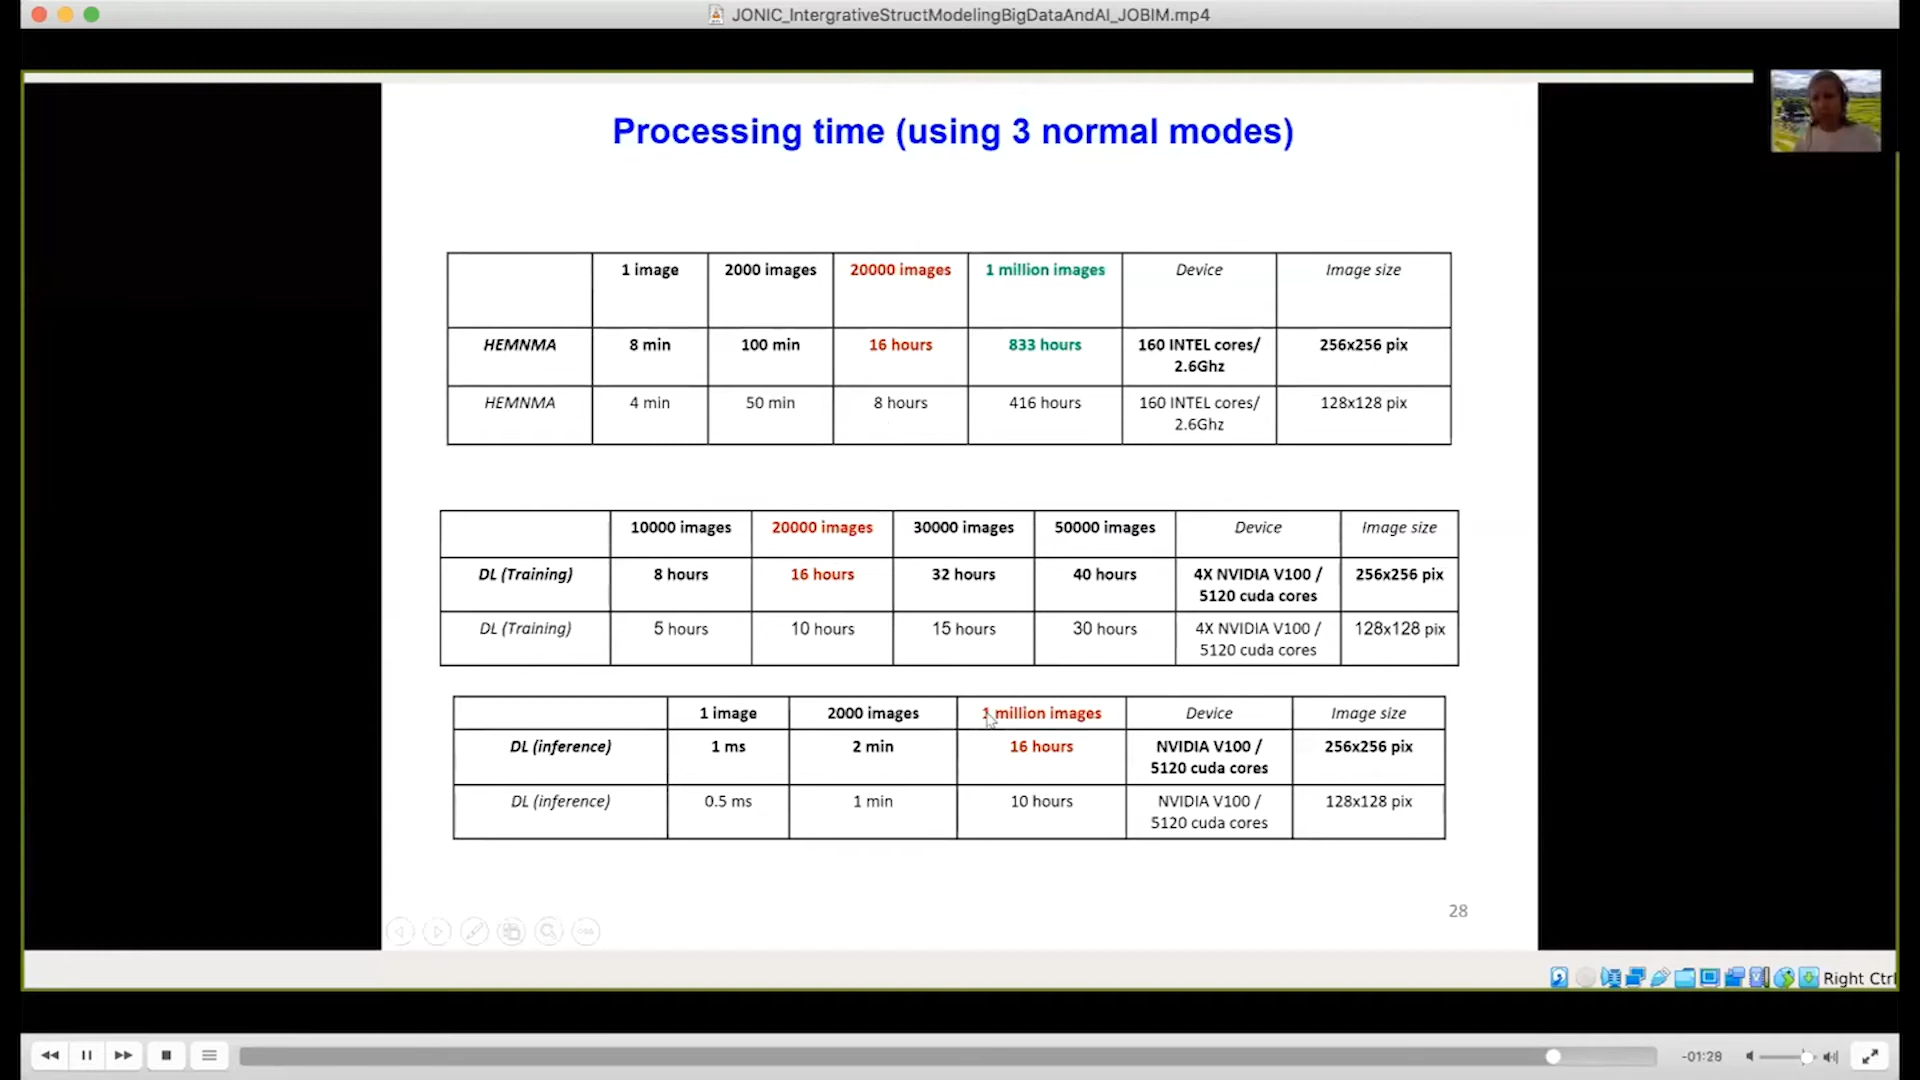 JONIC_IntergrativeStructModelingBigDataAndAI_JOBIM.mp4
Processing time (using 3 normal modes)
1 image 2000 images 20000 images 1 million images Device Image size
HEMNMA 8 min 100 min 16 hours 833 hours 160 INTEL cores/ 256x256 pix
2.6Ghz
HEMNMA 4 min 50 min 8 hours 416 hours 160 INTEL cores/ 128x128 pix
2.6Ghz
10000 images 20000 images 30000 images 50000 images Device Image size
DL (Training) 8 hours 16 hours 32 hours 40 hours 4X NVIDIA V100 / 256x256 pix
5120 cuda cores
DL (Training) 5 hours 10 hours 15 hours 30 hours 4X NVIDIA V100 / 128x128 pix
5120 cuda cores
1 image 2000 images 1 million images Device Image size
DL (inference) 1 ms 2 min 16 hours NVIDIA V100 / 256x256 pix
5120 cuda cores
DL (inference) 0.5 ms 1 min 10 hours NVIDIA V100 / 128x128 pix
5120 cuda cores
28
Right Ctrl
-01:28